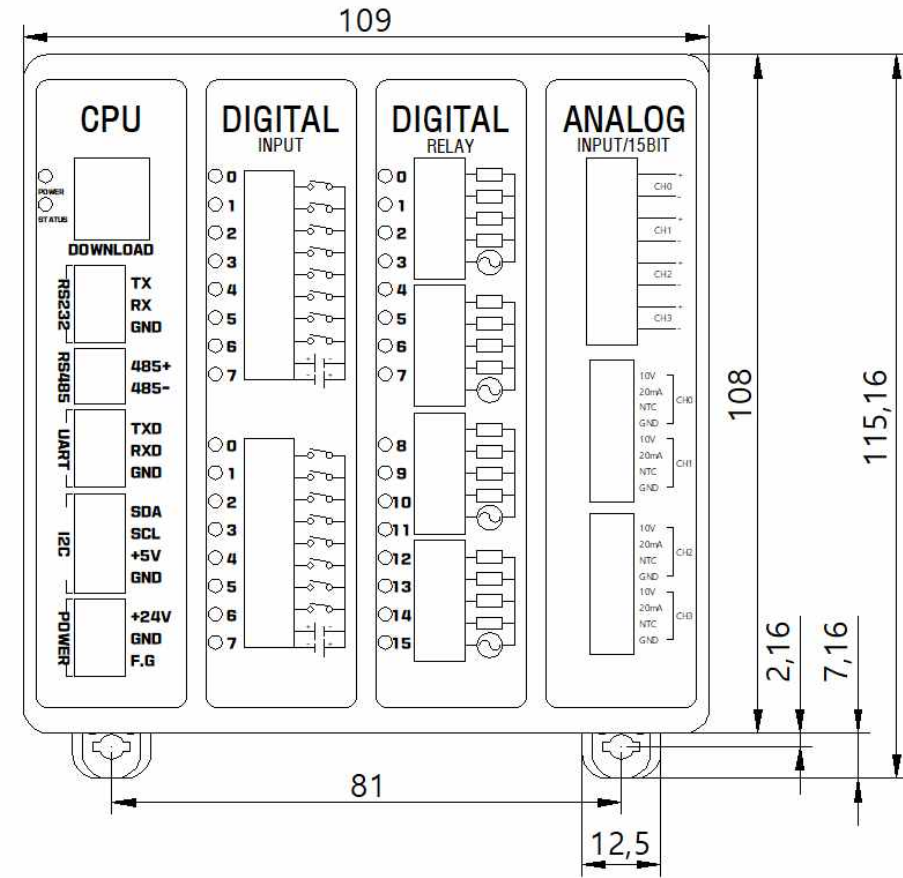 109
CPU
POWER
STATUS
DOWNLOAD
RS232
TX
RX
GND
RS485
485+
485-
UART
TXD
RXD
GND
I2C
SDA
SCL
+5V
GND
POWER
+24V
GND
F.G
DIGITAL
INPUT
0
1
2
3
4
5
6
7
0
1
2
3
4
5
6
7
DIGITAL
RELAY
0
1
2
3
4
5
6
7
8
9
10
11
12
13
14
15
ANALOG
INPUT/15BIT
+
CH0
-
+
CH1
-
+
CH2
-
+
CH3
-
10V
20mA
NTC
GND
CH0
10V
20mA
NTC
GND
CH1
10V
20mA
NTC
GND
CH2
10V
20mA
NTC
GND
CH3
108
115,16
2,16
7,16
81
12,5